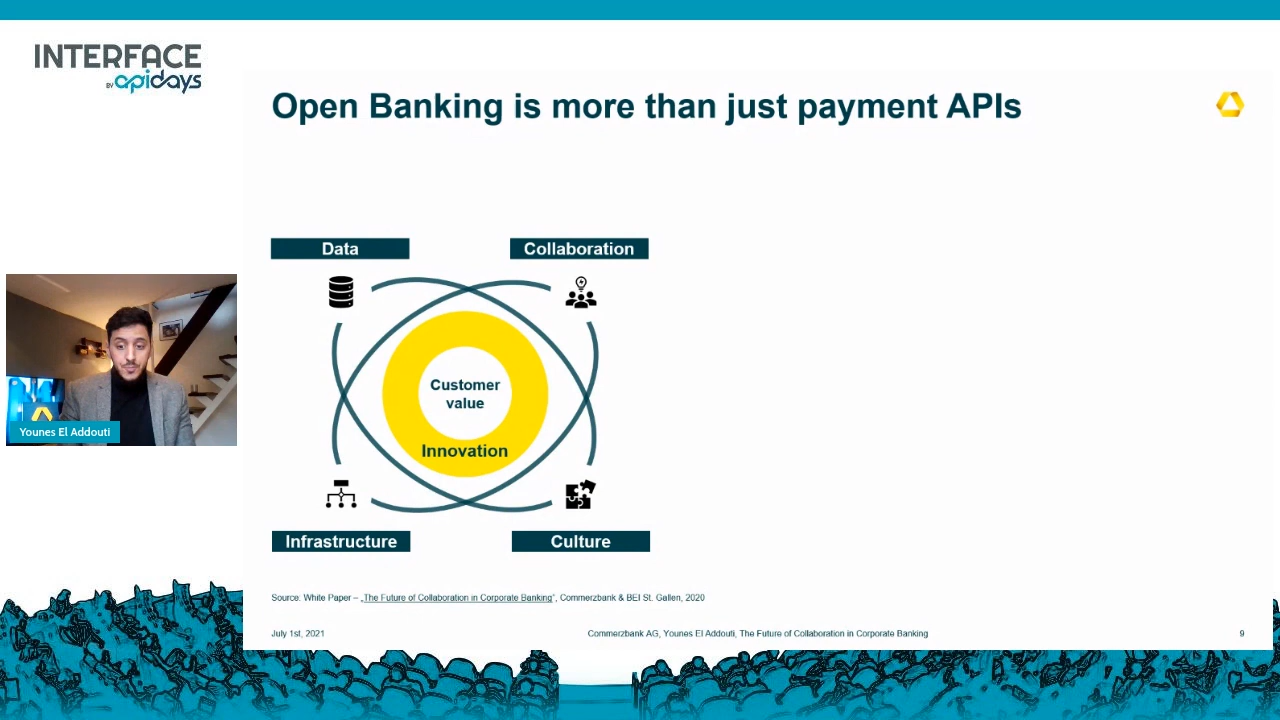 INTERFACE
BY apidays
Open Banking is more than just payment APIs
Data
Collaboration
Customer
value
Innovation
Infrastructure
Culture
Younes El Addouti
Source: White Paper – „The Future of Collaboration in Corporate Banking“, Commerzbank & BEI St. Gallen, 2020
July 1st, 2021
Commerzbank AG, Younes El Addouti, The Future of Collaboration in Corporate Banking
9